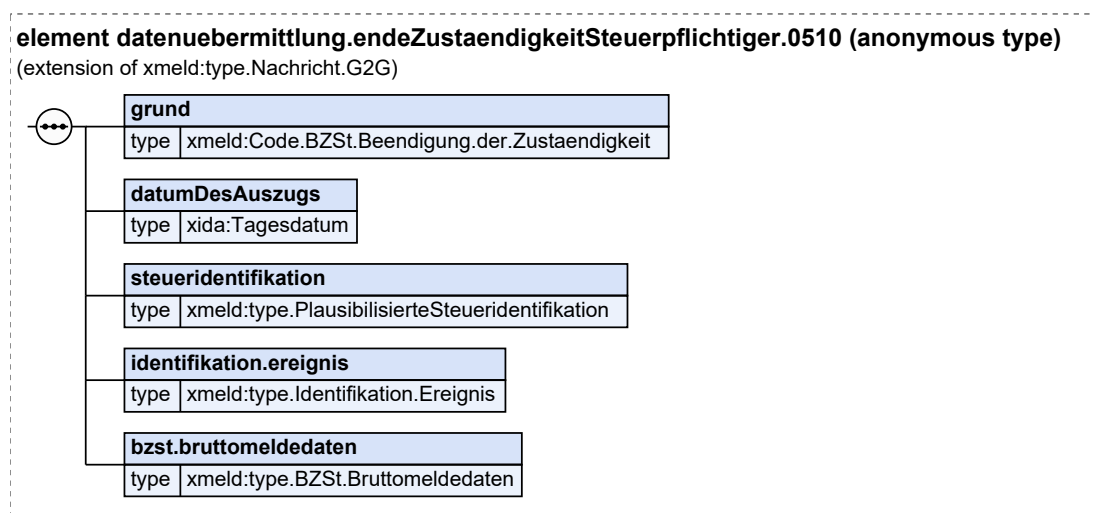 element datenuebermittlung.endeZustaendigkeitSteuerpflichtiger.0510 (anonymous type)
(extension of xmeld:type.Nachricht.G2G)
grund
type xmeld:Code.BZSt.Beendigung.der.Zustaendigkeit
datumDesAuszugs
type xida:Tagesdatum
steueridentifikation
type xmeld:type.PlausibilisierteSteueridentifikation
identifikation.ereignis
type xmeld:type.Identifikation.Ereignis
bzst.bruttomeldedaten
type xmeld:type.BZSt.Bruttomeldedaten